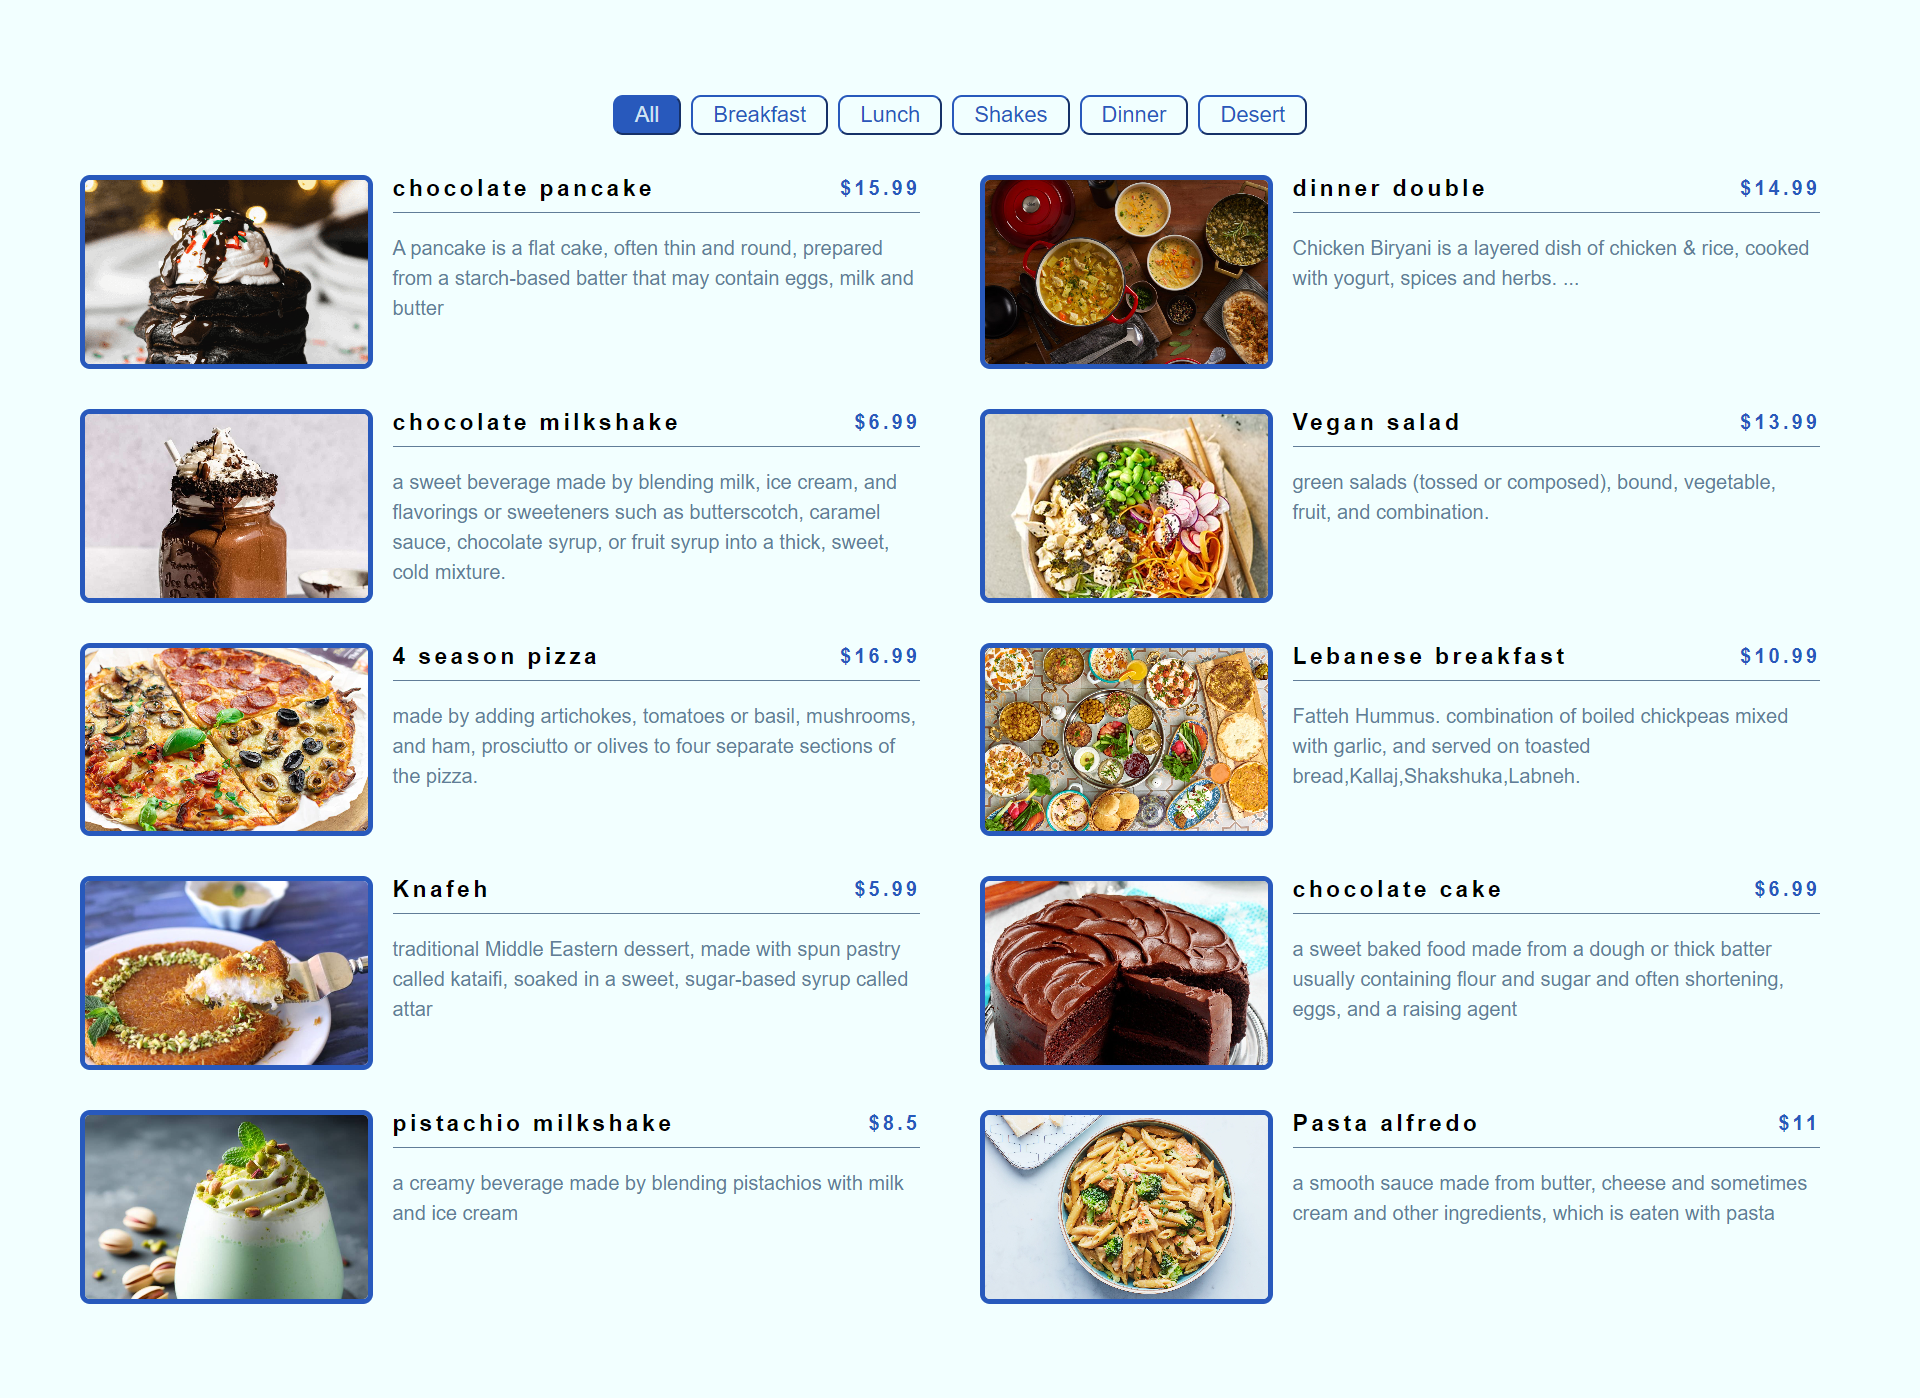 All
Breakfast
Lunch
Shakes
Dinner
Desert
chocolate pancake
$15.99
A pancake is a flat cake, often thin and round, prepared
from a starch-based batter that may contain eggs, milk and
butter
dinner double
$14.99
Chicken Biryani is a layered dish of chicken & rice, cooked
with yogurt, spices and herbs. ...
chocolate milkshake
$6.99
a sweet beverage made by blending milk, ice cream, and
flavorings or sweeteners such as butterscotch, caramel
sauce, chocolate syrup, or fruit syrup into a thick, sweet,
cold mixture.
Vegan salad
$13.99
green salads (tossed or composed), bound, vegetable,
fruit, and combination.
4 season pizza
$16.99
made by adding artichokes, tomatoes or basil, mushrooms,
and ham, prosciutto or olives to four separate sections of
the pizza.
Lebanese breakfast
$10.99
Fatteh Hummus. combination of boiled chickpeas mixed
with garlic, and served on toasted
bread,Kallaj,Shakshuka,Labneh.
Knafeh
$5.99
traditional Middle Eastern dessert, made with spun pastry
called kataifi, soaked in a sweet, sugar-based syrup called
attar
chocolate cake
$6.99
a sweet baked food made from a dough or thick batter
usually containing flour and sugar and often shortening,
eggs, and a raising agent
pistachio milkshake
$8.5
a creamy beverage made by blending pistachios with milk
and ice cream
Pasta alfredo
$11
a smooth sauce made from butter, cheese and sometimes
cream and other ingredients, which is eaten with pasta